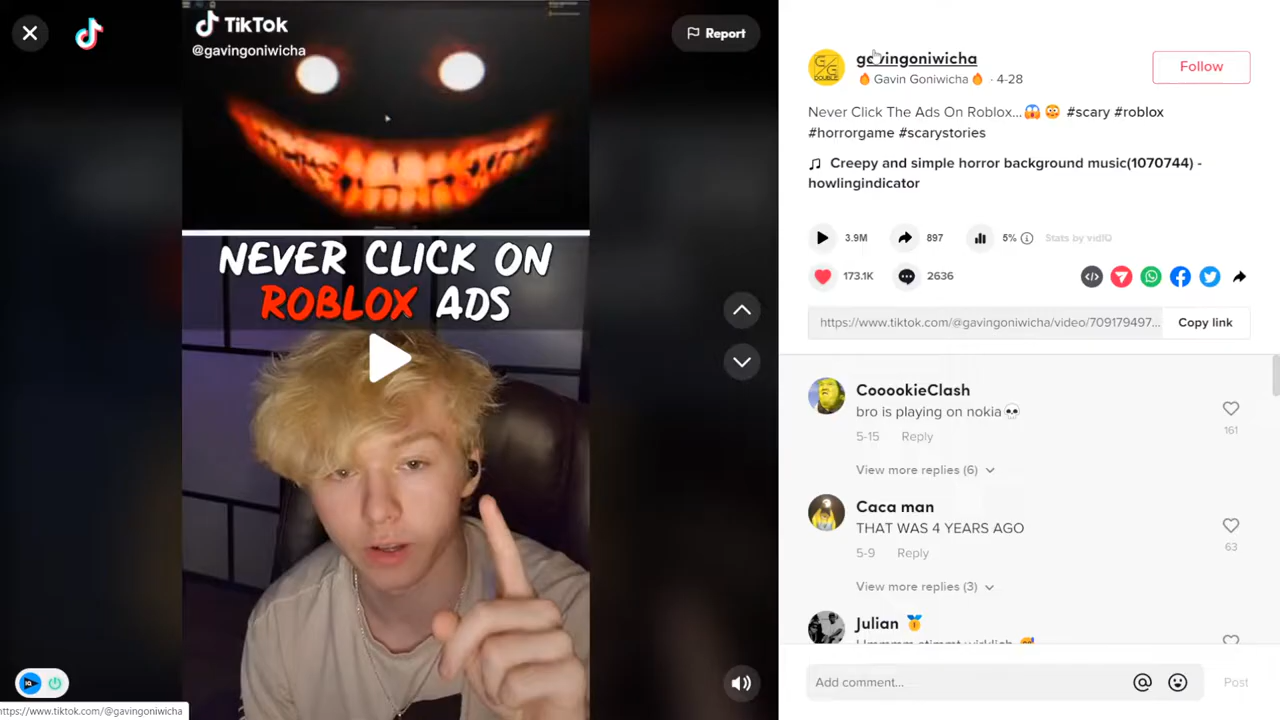 TikTok
@gavingoniwicha
Report
NEVER CLICK ON
ROBLOX ADS
https://www.tiktok.com/@gavingoniwicha
gavingoniwicha
🔥 Gavin Goniwicha 🔥 · 4-28
Follow
Never Click The Ads On Roblox...😱 😳 #scary #roblox
#horrorgame #scarystories
Creepy and simple horror background music(1070744) -
howlingindicator
3.9M 897 5% Stats by vidIQ
173.1K 2636
https://www.tiktok.com/@gavingoniwicha/video/709179497... Copy link
CooookieClash
bro is playing on nokia💀
161
5-15 Reply
View more replies (6)
Caca man
THAT WAS 4 YEARS AGO
63
5-9 Reply
View more replies (3)
Julian 🥇
Add comment... Post